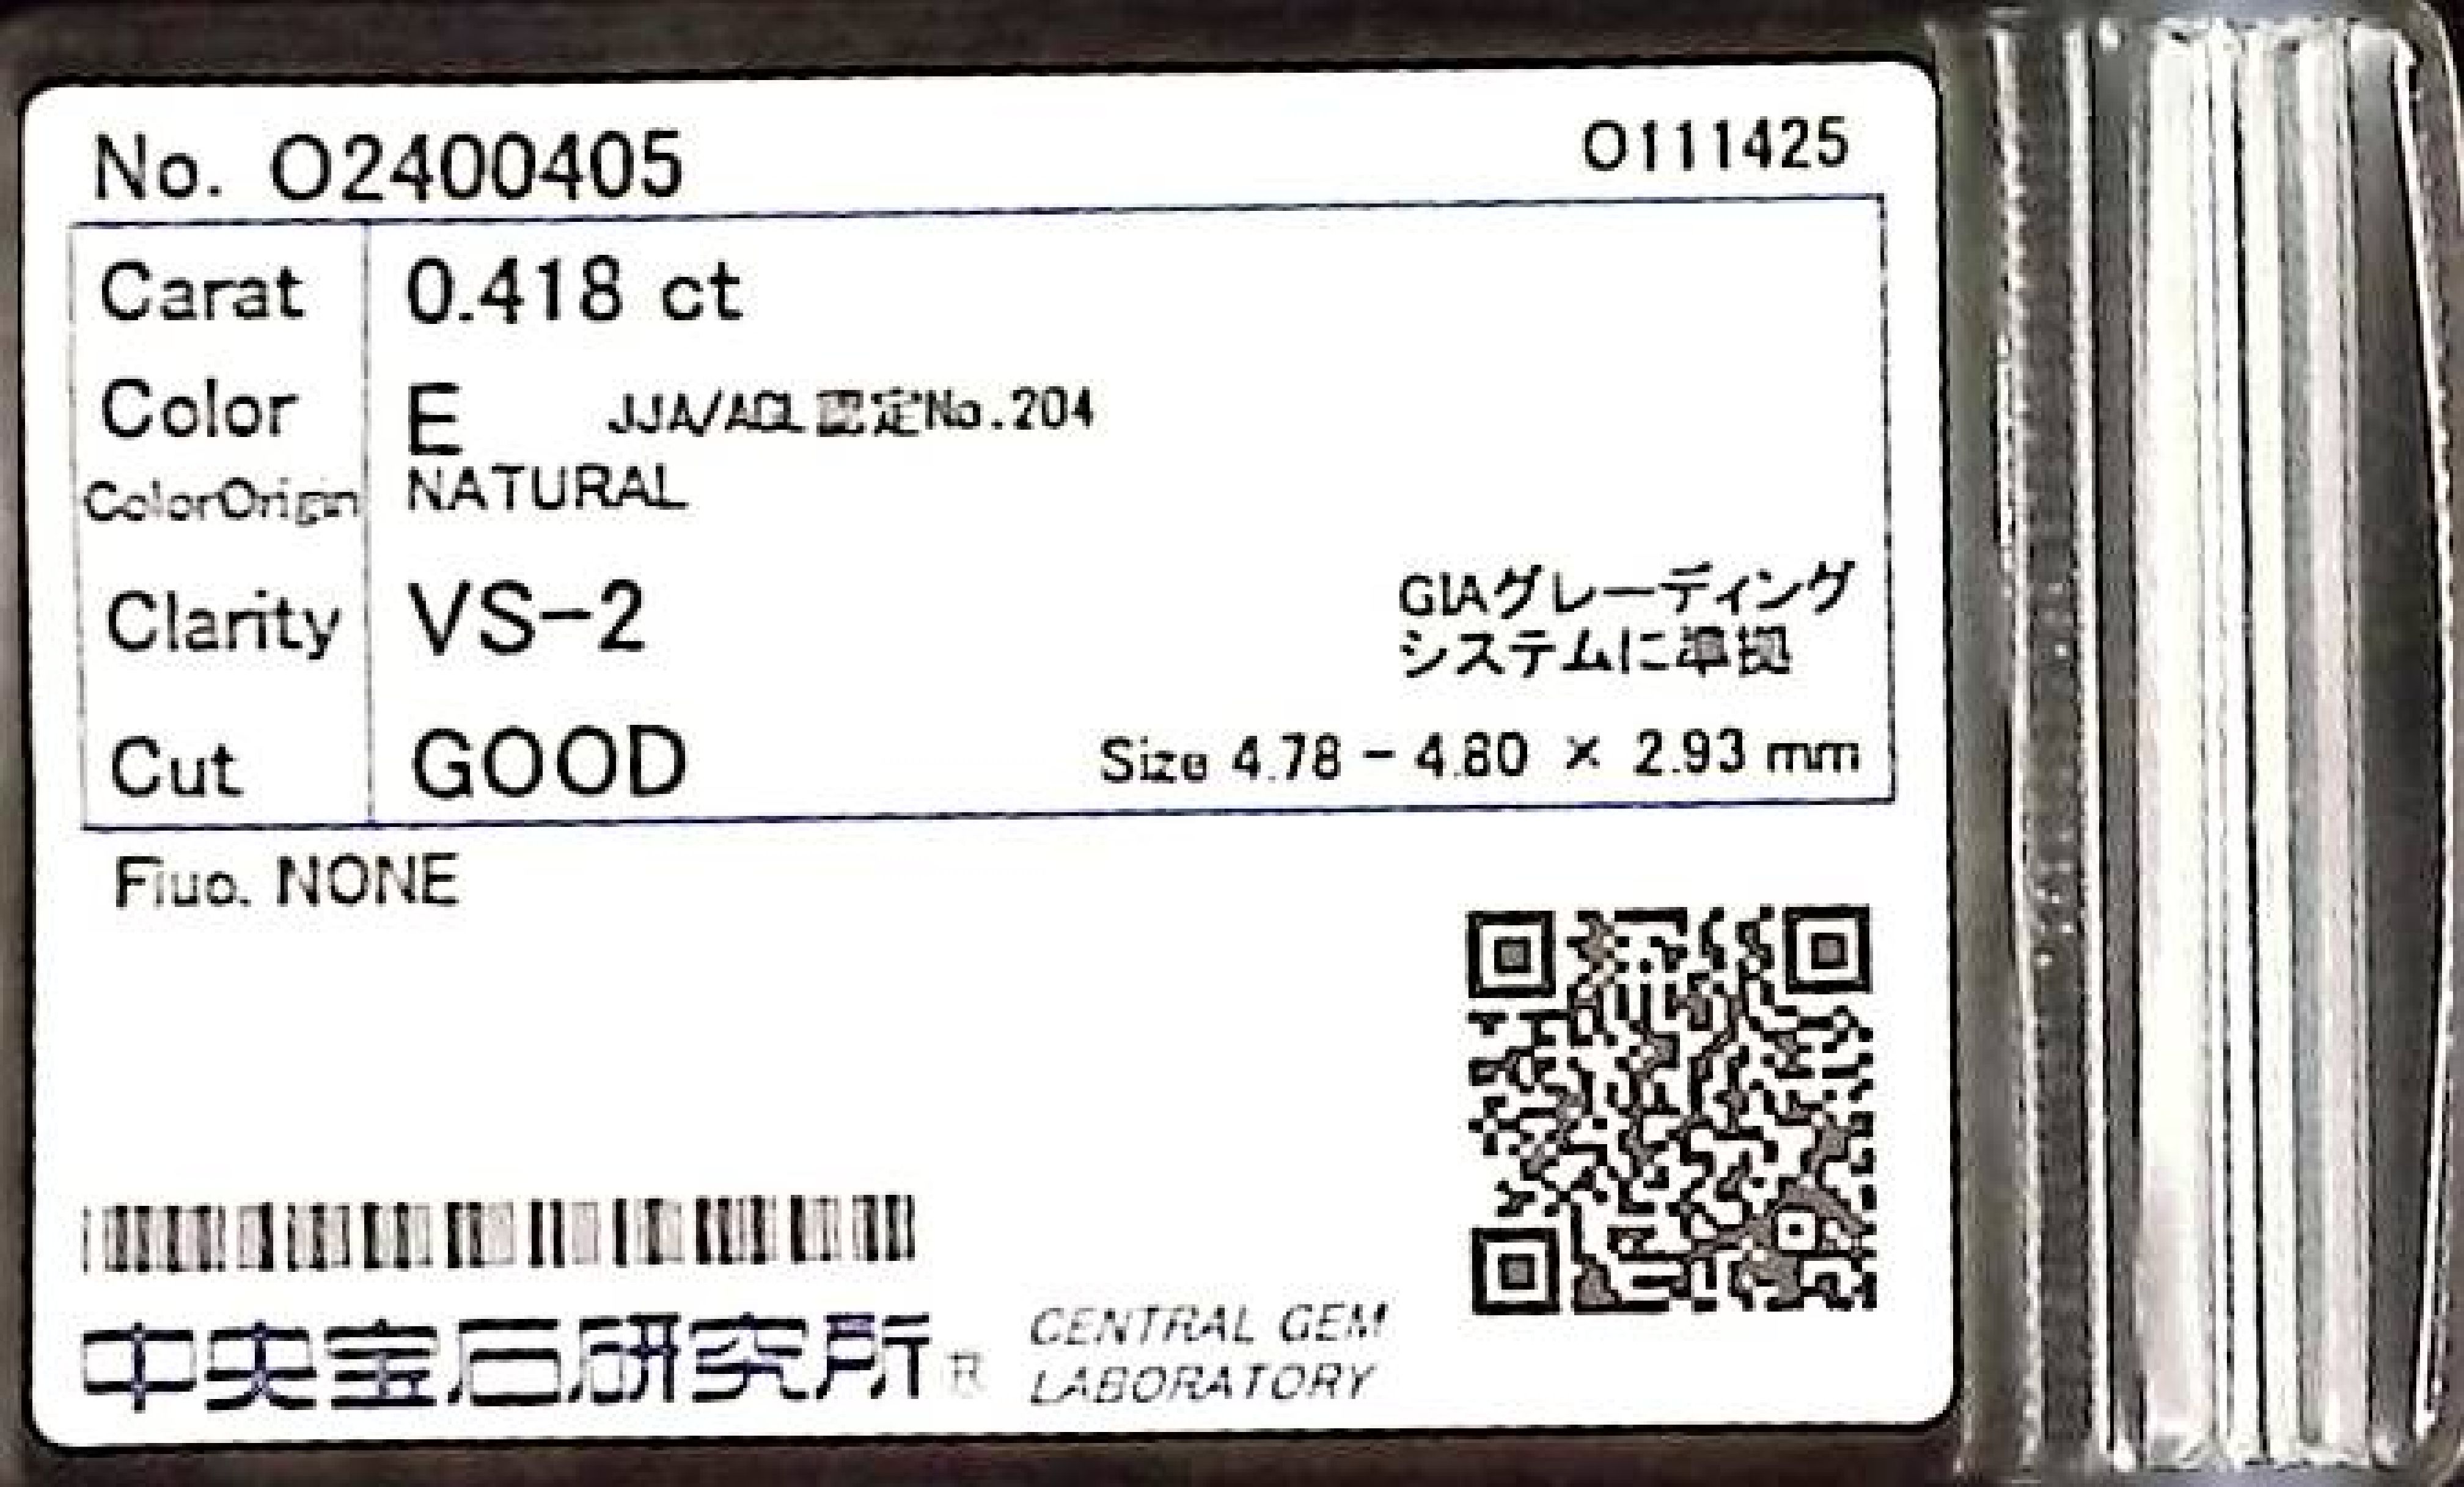 No. O2400405
O111425
Carat 0.418 ct
Color E JJA/AGL認定No.204
ColorOrigin NATURAL
Clarity VS-2
GIAグレーディング
システムに準拠
Cut GOOD Size 4.78 - 4.80 × 2.93 mm
Fluo. NONE
中央宝石研究所® CENTRAL GEM
LABORATORY